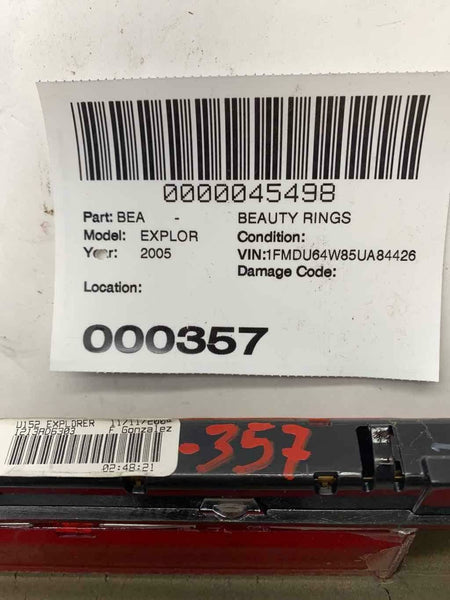 0000045498
Part: BEA - BEAUTY RINGS
Model: EXPLOR Condition:
Year: 2005 VIN:1FMDU64W85UA84426
Damage Code:
Location:
000357
U152 EXPLORER
F Gonzalez
02:48:21
-357